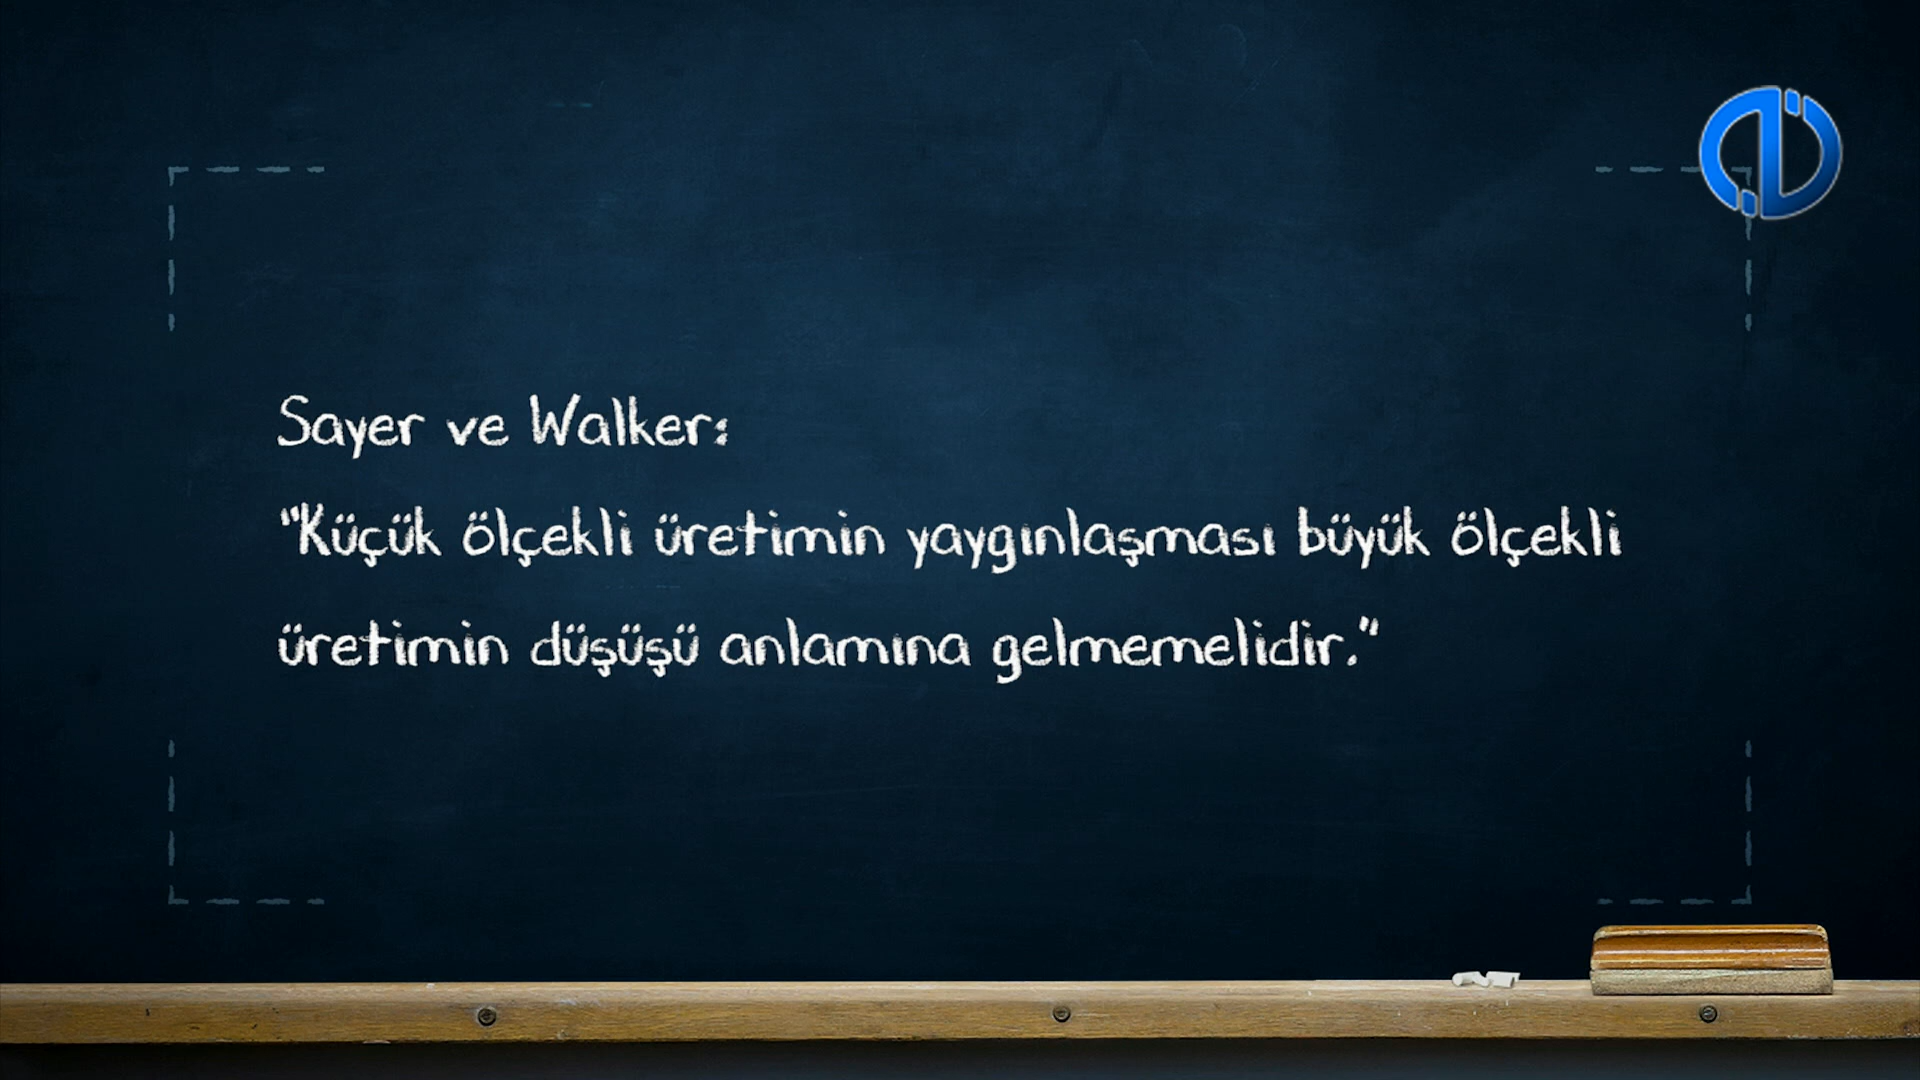 Sayer ve Walker:
"Küçük ölçekli üretimin yaygınlaşması büyük ölçekli
üretimin düşüşü anlamına gelmemelidir."